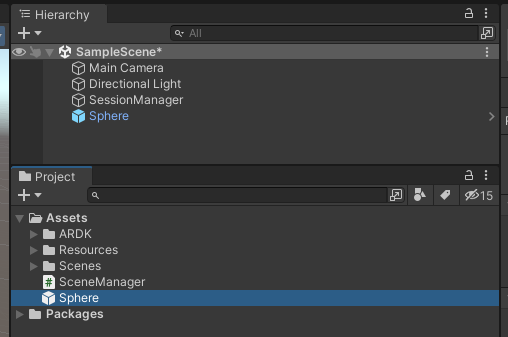 Hierarchy
All
SampleScene*
Main Camera
Directional Light
SessionManager
Sphere
Project
15
Assets
ARDK
Resources
Scenes
SceneManager
Sphere
Packages